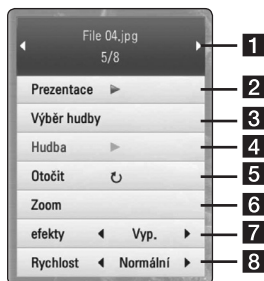 File 04.jpg
5/8
1
Prezentace
2
Výběr hudby
3
Hudba
4
Otočit
5
Zoom
6
efekty Vyp.
7
Rychlost Normální
8